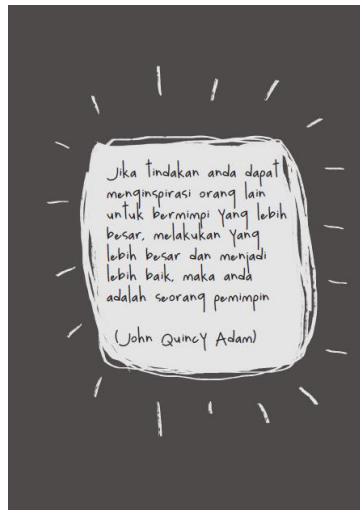 Jika tindakan anda dapat
menginspirasi orang lain
untuk bermimpi yang lebih
besar, melakukan yang
lebih besar dan menjadi
lebih baik, maka anda
adalah seorang pemimpin
(John Quincy Adam)